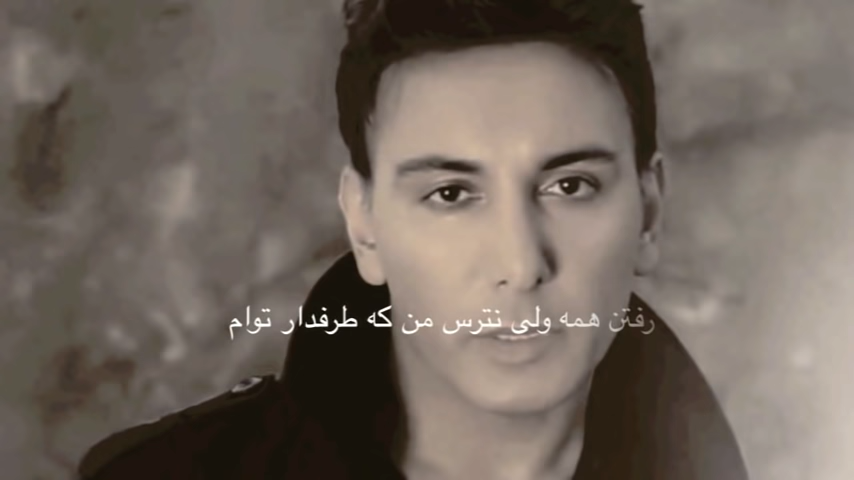 رفتن همه ولی نترس من که طرفدار توام